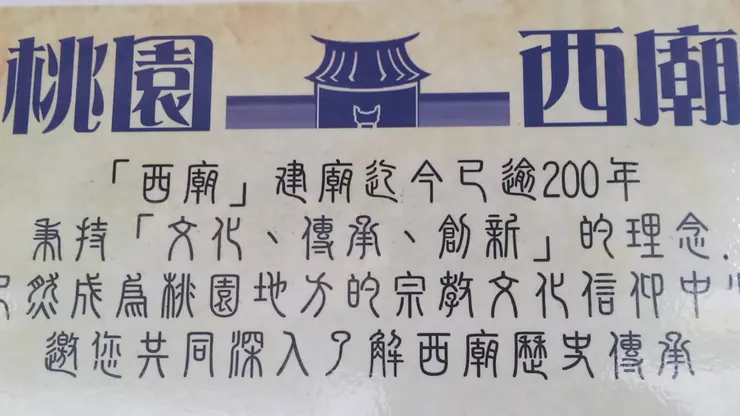 桃園 西廟
「西廟」建廟迄今已逾200年
秉持「文化、傳承、創新」的理念
然成為桃園地方的宗教文化信仰中
邀您共同深入了解西廟歷史傳承